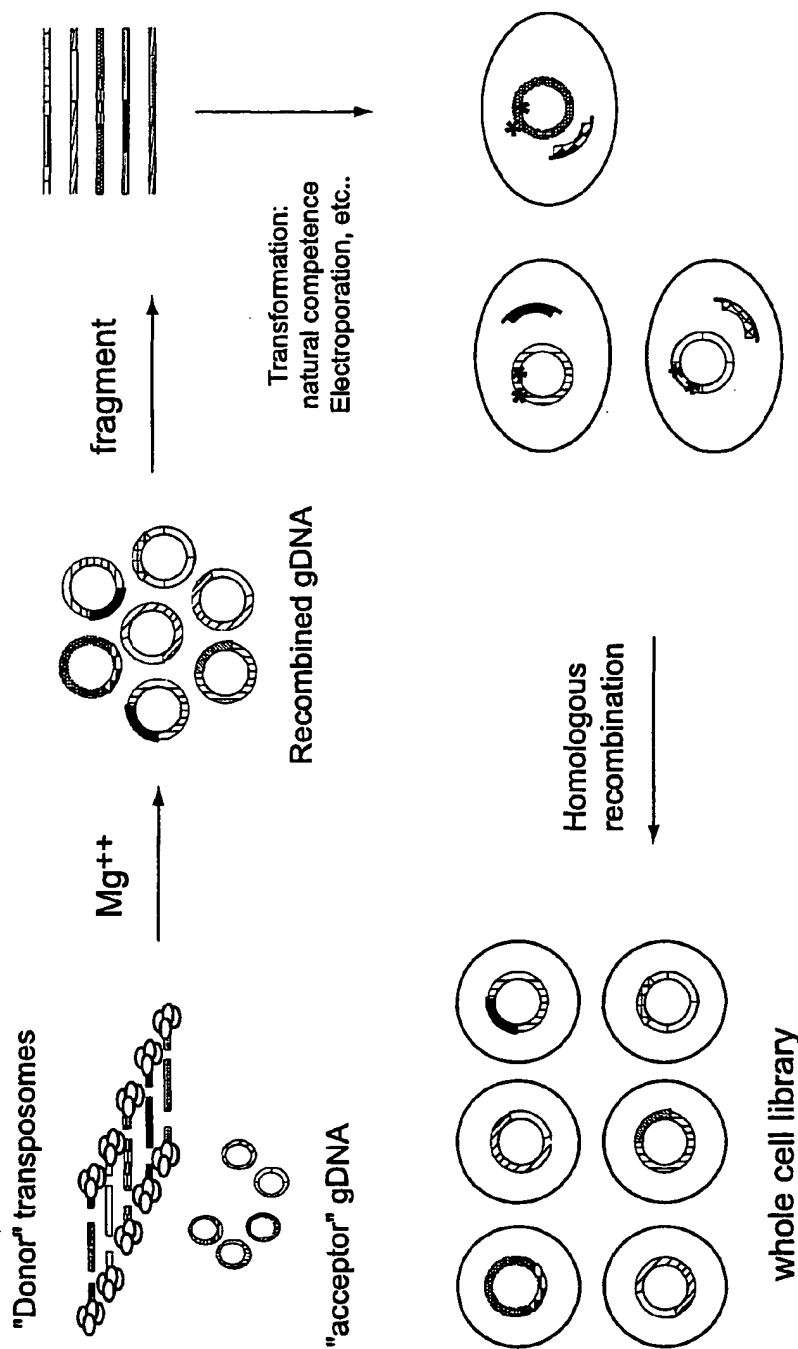 "Donor" transposomes
"acceptor" gDNA
Mg++
Recombined gDNA
fragment
Transformation:
natural competence
Electroporation, etc..
Homologous
recombination
whole cell library